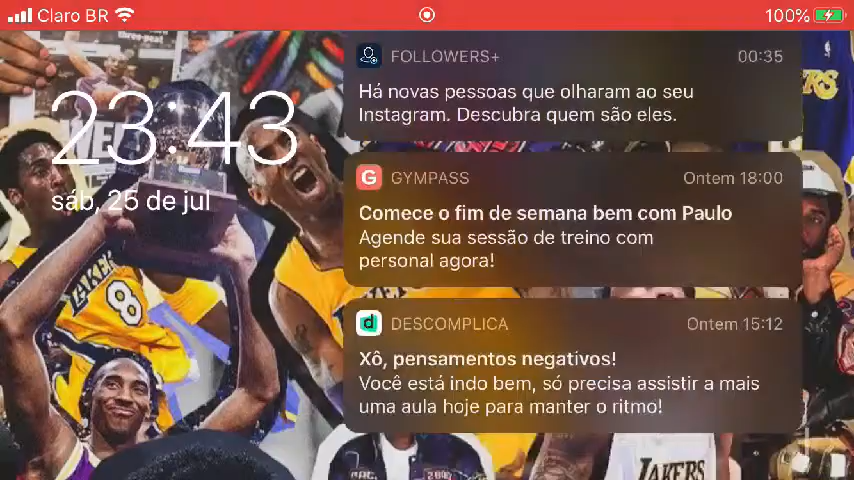 Claro BR
100%
23:43
sáb, 25 de jul
FOLLOWERS+
00:35
Há novas pessoas que olharam ao seu
Instagram. Descubra quem são eles.
G GYMPASS
Ontem 18:00
Comece o fim de semana bem com Paulo
Agende sua sessão de treino com
personal agora!
d DESCOMPLICA
Ontem 15:12
Xô, pensamentos negativos!
Você está indo bem, só precisa assistir a mais
uma aula hoje para manter o ritmo!
8
LAKERS